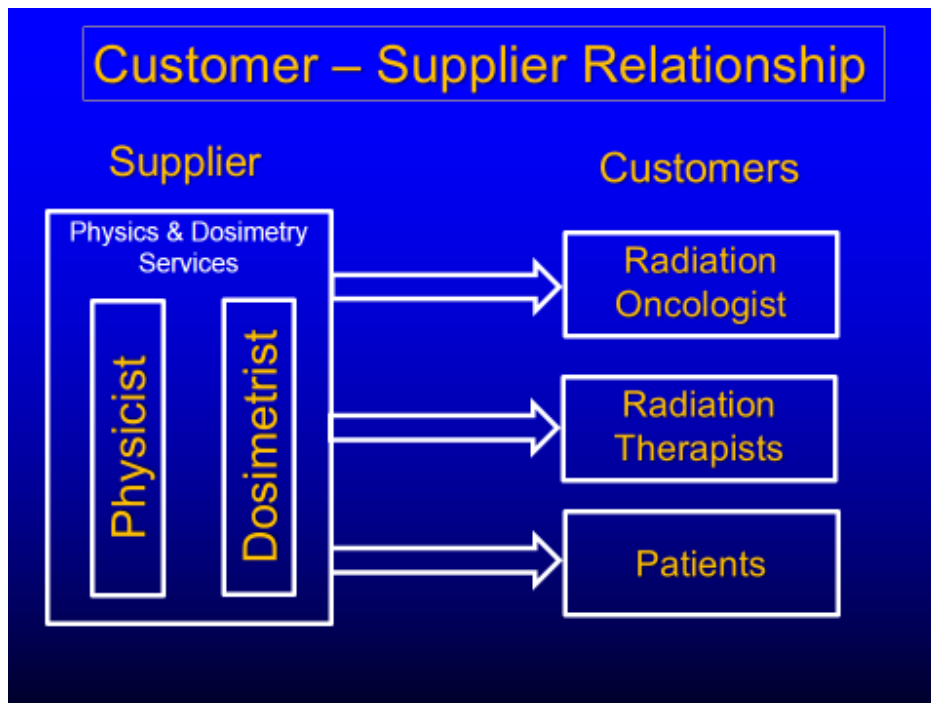 Customer – Supplier Relationship
Supplier
Customers
Physics & Dosimetry
Services
Physicist
Dosimetrist
Radiation
Oncologist
Radiation
Therapists
Patients